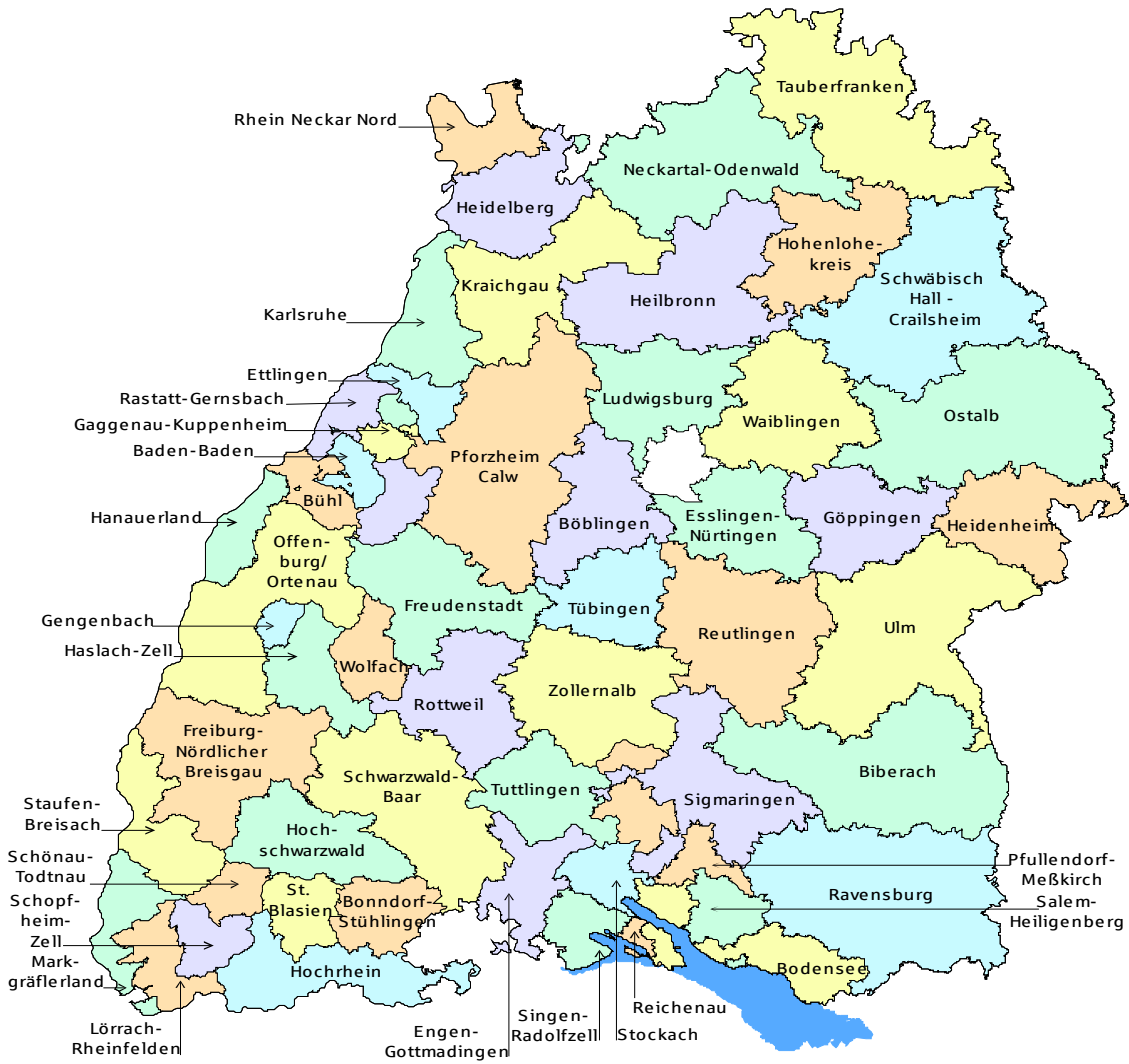 Tauberfranken
Rhein Neckar Nord
Neckartal-Odenwald
Heidelberg
Hohenlohe-
kreis
Kraichgau
Heilbronn
Schwäbisch
Hall -
Crailsheim
Karlsruhe
Ettlingen
Rastatt-Gernsbach
Ludwigsburg
Waiblingen
Ostalb
Gaggenau-Kuppenheim
Baden-Baden
Pforzheim
Calw
Bühl
Hanauerland
Böblingen
Esslingen-
Nürtingen
Göppingen
Heidenheim
Offen-
burg/
Ortenau
Freudenstadt
Tübingen
Gengenbach
Reutlingen
Ulm
Haslach-Zell
Wolfach
Zollernalb
Rottweil
Freiburg-
Nördlicher
Breisgau
Schwarzwald-
Baar
Tuttlingen
Sigmaringen
Biberach
Staufen-
Breisach
Hoch-
schwarzwald
Schönau-
Todtnau
Pfullendorf-
Meßkirch
Schopf-
heim-
Zell
St.
Blasien
Bonndorf-
Stühlingen
Ravensburg
Salem-
Heiligenberg
Mark-
gräflerland
Hochrhein
Bodensee
Lörrach-
Rheinfelden
Engen-
Gottmadingen
Singen-
Radolfzell
Stockach
Reichenau